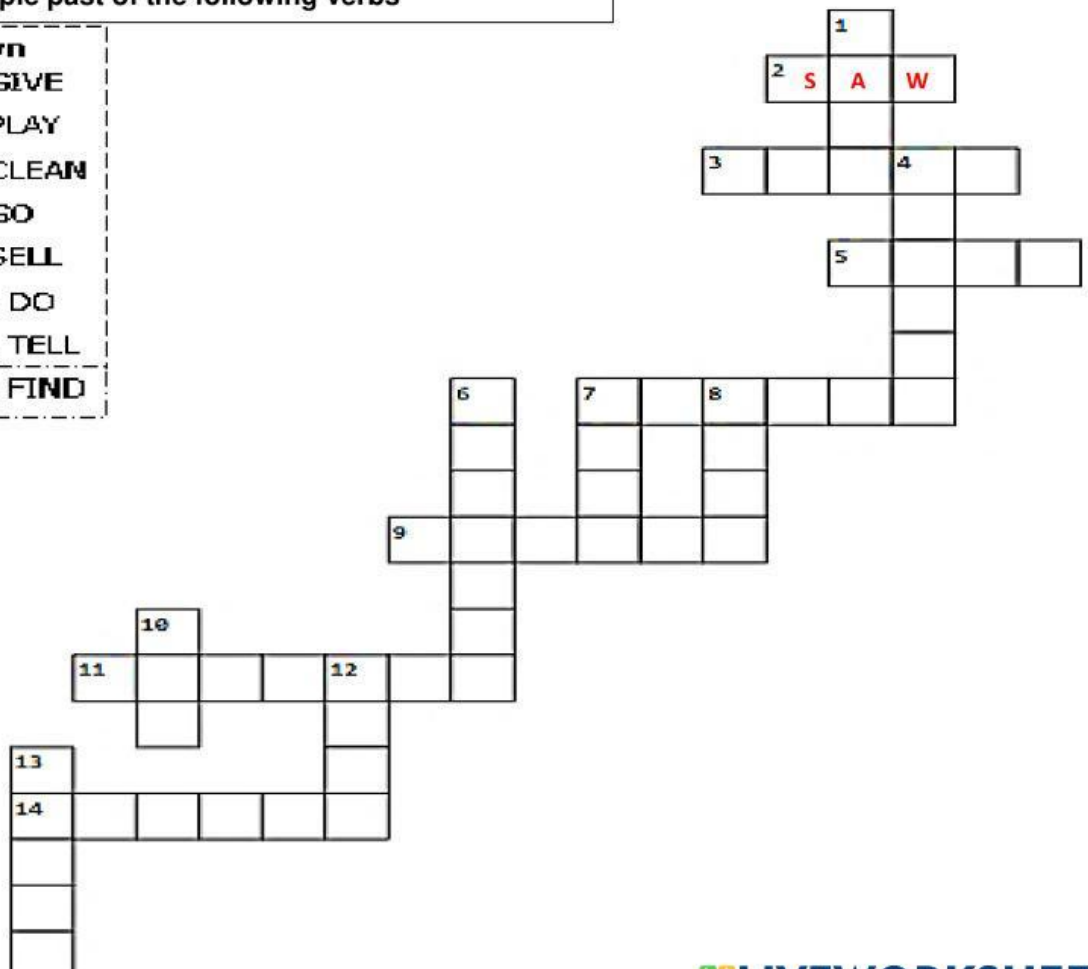 ple past of the following verbs
wn
GIVE
PLAY
CLEAN
GO
SELL
DO
TELL
FIND
1
2 S A W
3 4
5
6 7 8
9
10
11 12
13
14